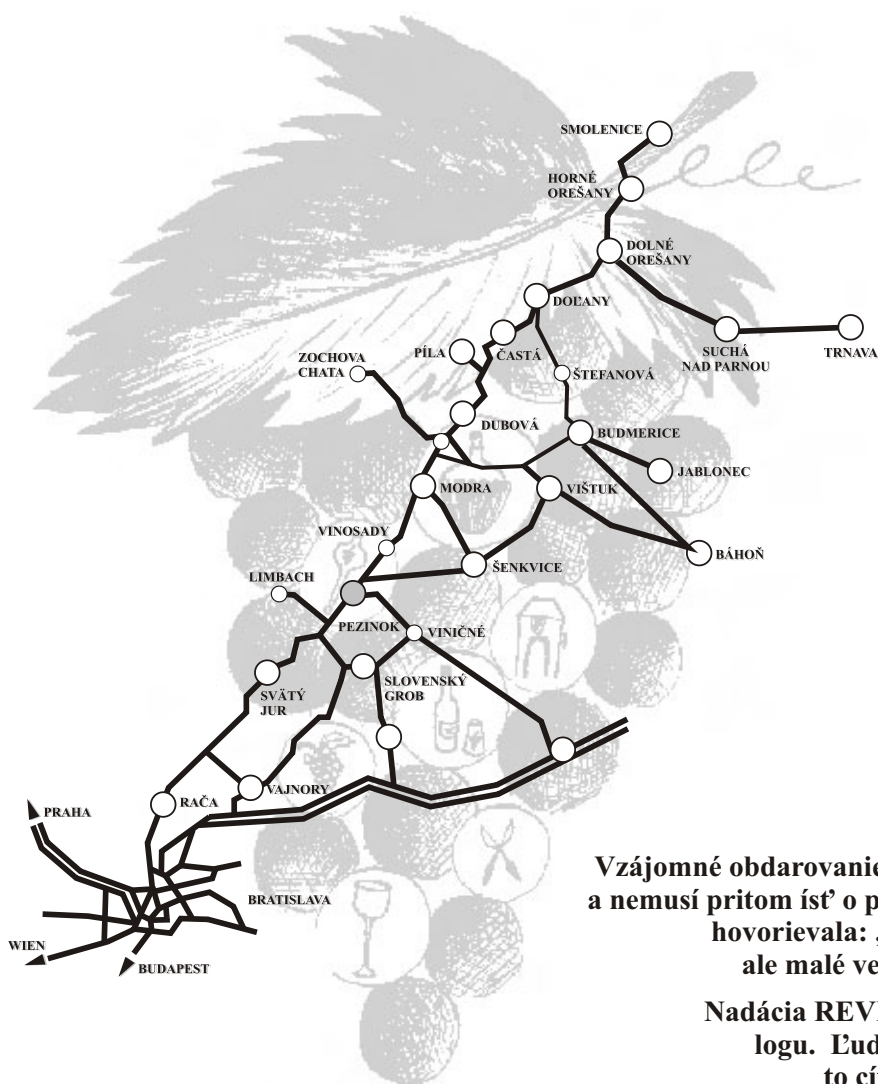 SMOLENICE
HORNÉ
OREŠANY
DOLNÉ
OREŠANY
DOĽANY
ČASTÁ
PÍLA
ZOCHOVA
CHATA
SUCHÁ
NAD PARNOU
TRNAVA
ŠTEFANOVÁ
DUBOVÁ
BUDMERICE
JABLONEC
MODRA
VIŠTUK
VINOSADY
ŠENKVICE
BÁHOŇ
LIMBACH
PEZINOK
VINIČNÉ
SVÄTÝ
JUR
SLOVENSKÝ
GROB
VAJNORY
RAČA
PRAHA
BRATISLAVA
WIEN
BUDAPEST
Vzájomné obdarovanie
a nemusí pritom ísť o p
hovorievala: „
ale malé ve
Nadácia REV
logu. Ľud
to cí